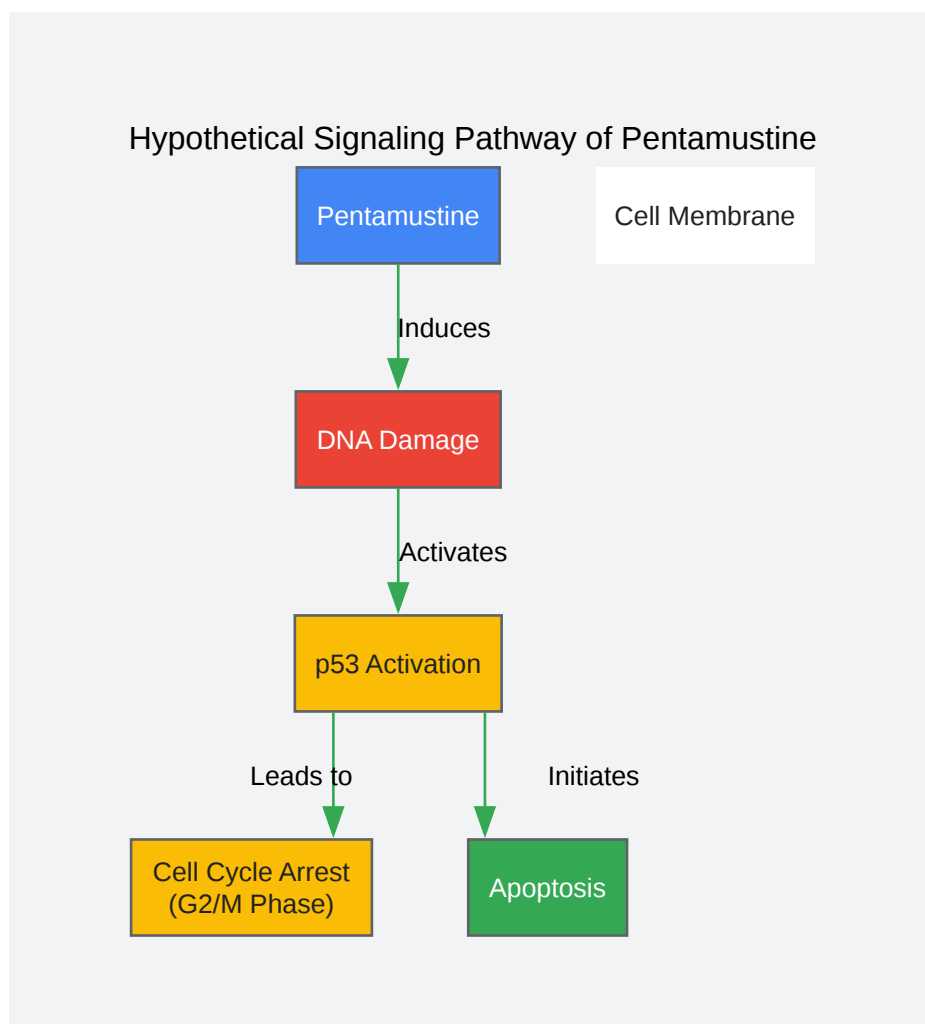 Hypothetical Signaling Pathway of Pentamustine
Pentamustine
Cell Membrane
Induces
DNA Damage
Activates
p53 Activation
Leads to
Initiates
Cell Cycle Arrest
(G2/M Phase)
Apoptosis